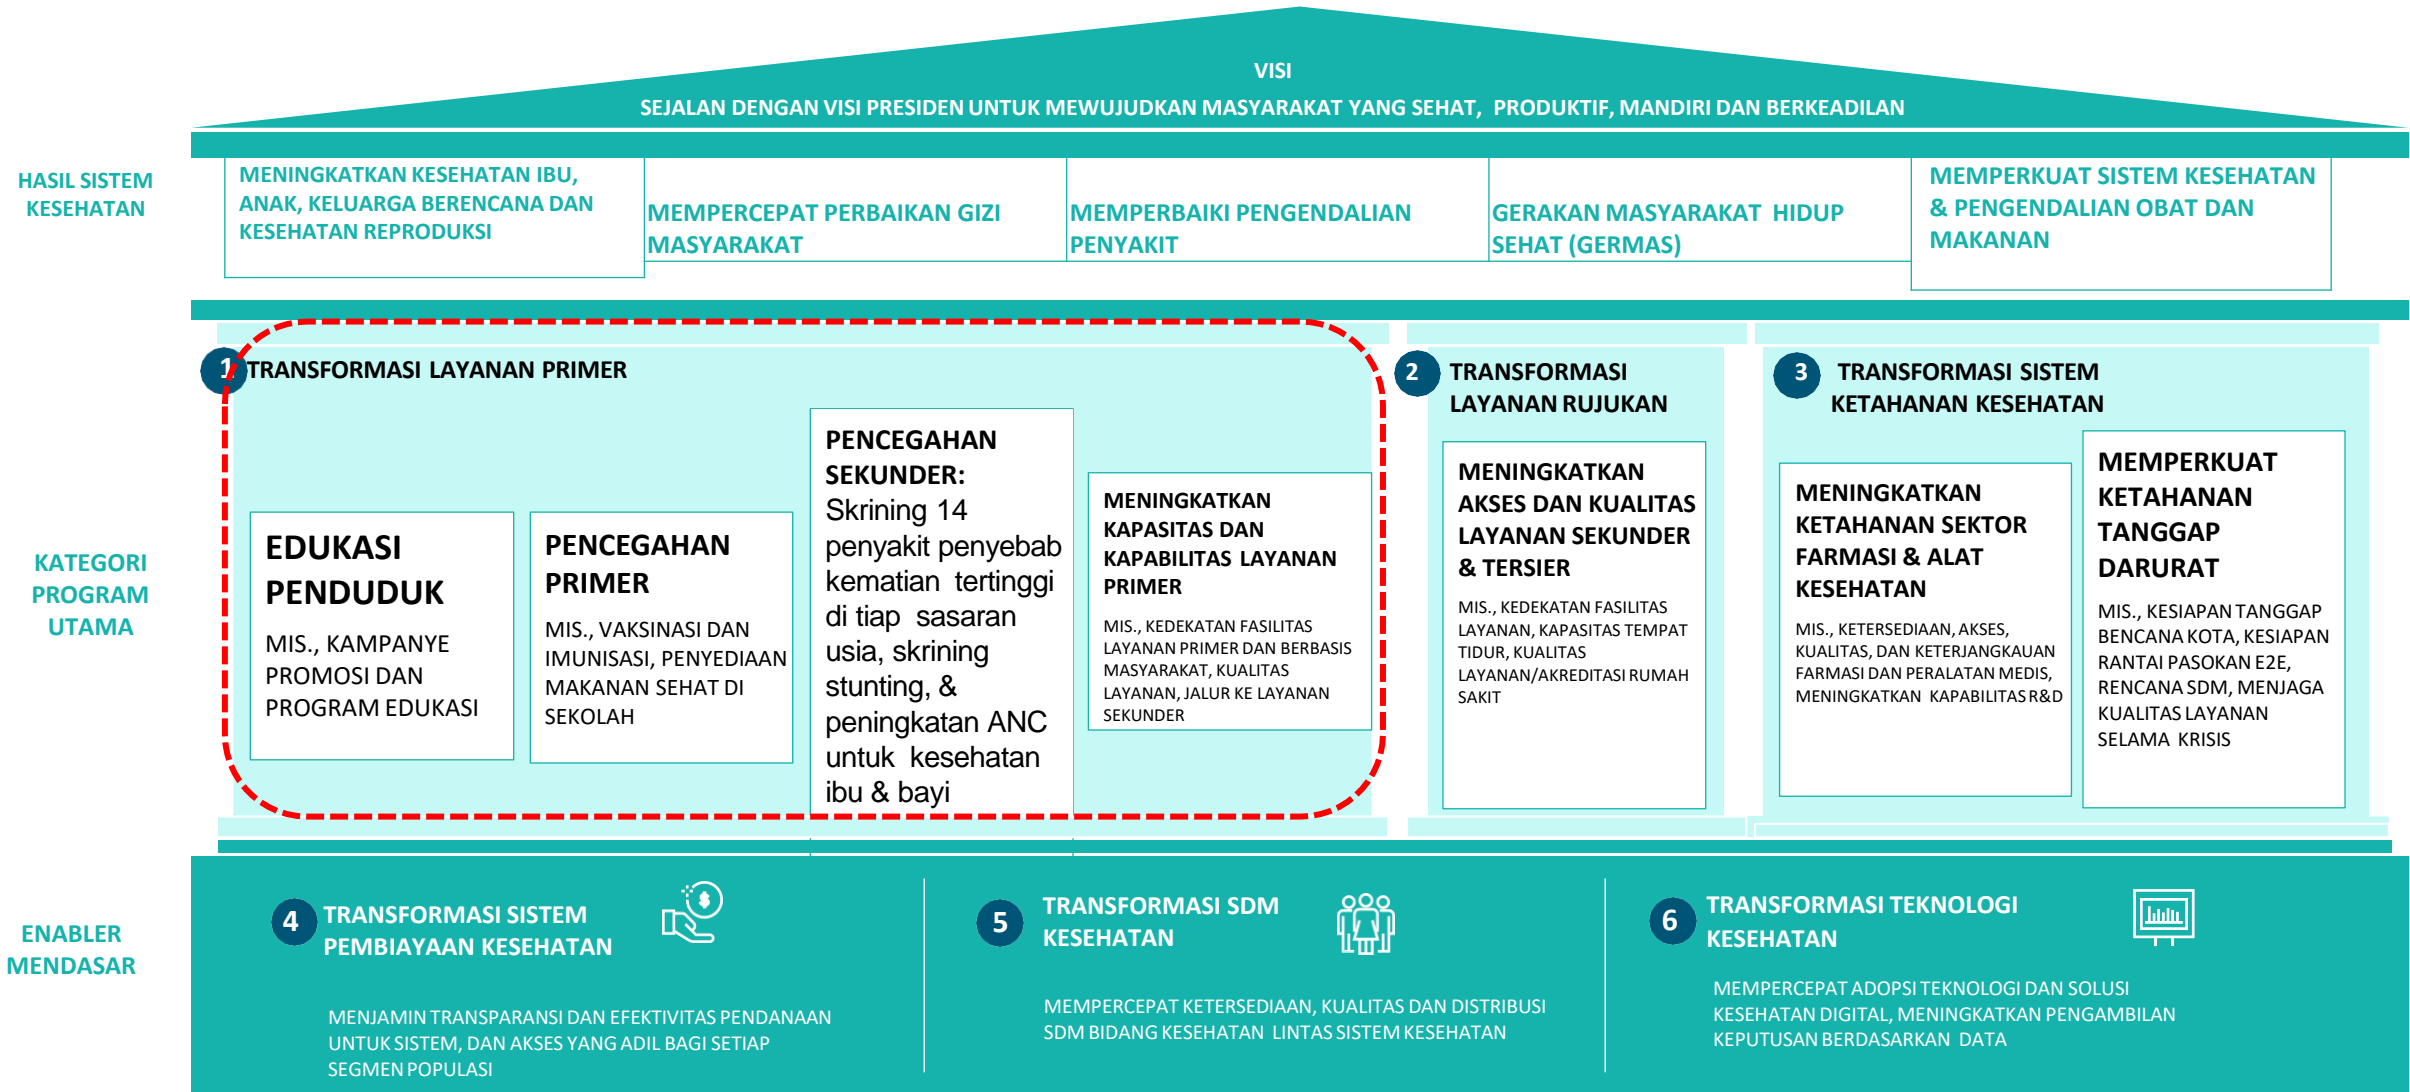 VISI
SEJALAN DENGAN VISI PRESIDEN UNTUK MEWUJUDKAN MASYARAKAT YANG SEHAT, PRODUKTIF, MANDIRI DAN BERKEADILAN
HASIL SISTEM
KESEHATAN
MENINGKATKAN KESEHATAN IBU,
ANAK, KELUARGA BERENCANA DAN
KESEHATAN REPRODUKSI
MEMPERCEPAT PERBAIKAN GIZI
MASYARAKAT
MEMPERBAIKI PENGENDALIAN
PENYAKIT
GERAKAN MASYARAKAT HIDUP
SEHAT (GERMAS)
MEMPERKUAT SISTEM KESEHATAN
& PENGENDALIAN OBAT DAN
MAKANAN
KATEGORI
PROGRAM
UTAMA
1
TRANSFORMASI LAYANAN PRIMER
EDUKASI
PENDUDUK
MIS., KAMPANYE
PROMOSI DAN
PROGRAM EDUKASI
PENCEGAHAN
PRIMER
MIS., VAKSINASI DAN
IMUNISASI, PENYEDIAAN
MAKANAN SEHAT DI
SEKOLAH
PENCEGAHAN
SEKUNDER:
Skrining 14
penyakit penyebab
kematian tertinggi
di tiap sasaran
usia, skrining
stunting, &
peningkatan ANC
untuk kesehatan
ibu & bayi
MENINGKATKAN
KAPASITAS DAN
KAPABILITAS LAYANAN
PRIMER
MIS., KEDEKATAN FASILITAS
LAYANAN PRIMER DAN BERBASIS
MASYARAKAT, KUALITAS
LAYANAN, JALUR KE LAYANAN
SEKUNDER
2
TRANSFORMASI
LAYANAN RUJUKAN
MENINGKATKAN
AKSES DAN KUALITAS
LAYANAN SEKUNDER
& TERSIER
MIS., KEDEKATAN FASILITAS
LAYANAN, KAPASITAS TEMPAT
TIDUR, KUALITAS
LAYANAN/AKREDITASI RUMAH
SAKIT
3
TRANSFORMASI SISTEM
KETAHANAN KESEHATAN
MENINGKATKAN
KETAHANAN SEKTOR
FARMASI & ALAT
KESEHATAN
MIS., KETERSEDIAAN, AKSES,
KUALITAS, DAN KETERJANGKAUAN
FARMASI DAN PERALATAN MEDIS,
MENINGKATKAN KAPABILITAS R&D
MEMPERKUAT
KETAHANAN
TANGGAP
DARURAT
MIS., KESIAPAN TANGGAP
BENCANA KOTA, KESIAPAN
RANTAI PASOKAN E2E,
RENCANA SDM, MENJAGA
KUALITAS LAYANAN
SELAMA KRISIS
ENABLER
MENDASAR
4
TRANSFORMASI SISTEM
PEMBIAYAAN KESEHATAN
$
MENJAMIN TRANSPARANSI DAN EFEKTIVITAS PENDANAAN
UNTUK SISTEM, DAN AKSES YANG ADIL BAGI SETIAP
SEGMEN POPULASI
5
TRANSFORMASI SDM
KESEHATAN
MEMPERCEPAT KETERSEDIAAN, KUALITAS DAN DISTRIBUSI
SDM BIDANG KESEHATAN LINTAS SISTEM KESEHATAN
6
TRANSFORMASI TEKNOLOGI
KESEHATAN
MEMPERCEPAT ADOPSI TEKNOLOGI DAN SOLUSI
KESEHATAN DIGITAL, MENINGKATKAN PENGAMBILAN
KEPUTUSAN BERDASARKAN DATA